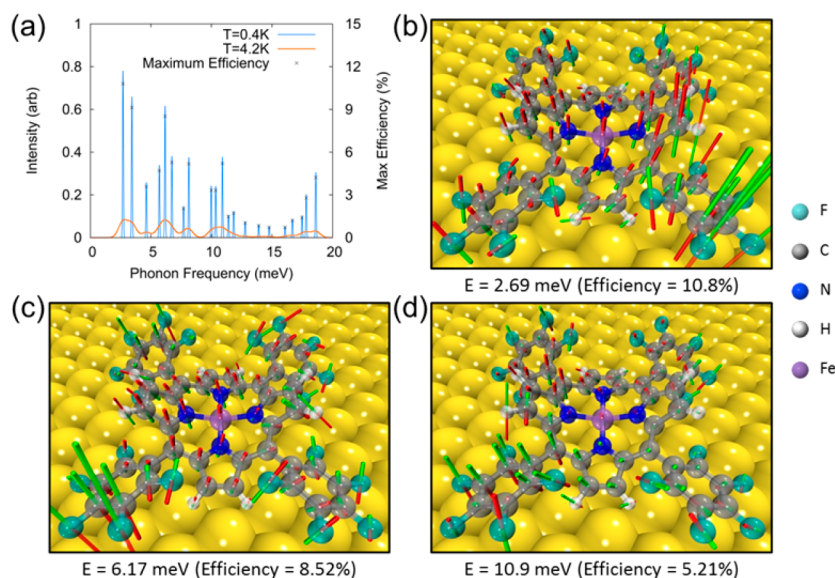 (a)
T=0.4K
T=4.2K
Maximum Efficiency
1
0.8
0.6
0.4
0.2
0
15
12
9
6
3
0
0
5
10
15
20
Intensity (arb)
Max Efficiency (%)
Phonon Frequency (meV)
(b)
E = 2.69 meV (Efficiency = 10.8%)
F
C
N
H
Fe
(c)
E = 6.17 meV (Efficiency = 8.52%)
(d)
E = 10.9 meV (Efficiency = 5.21%)